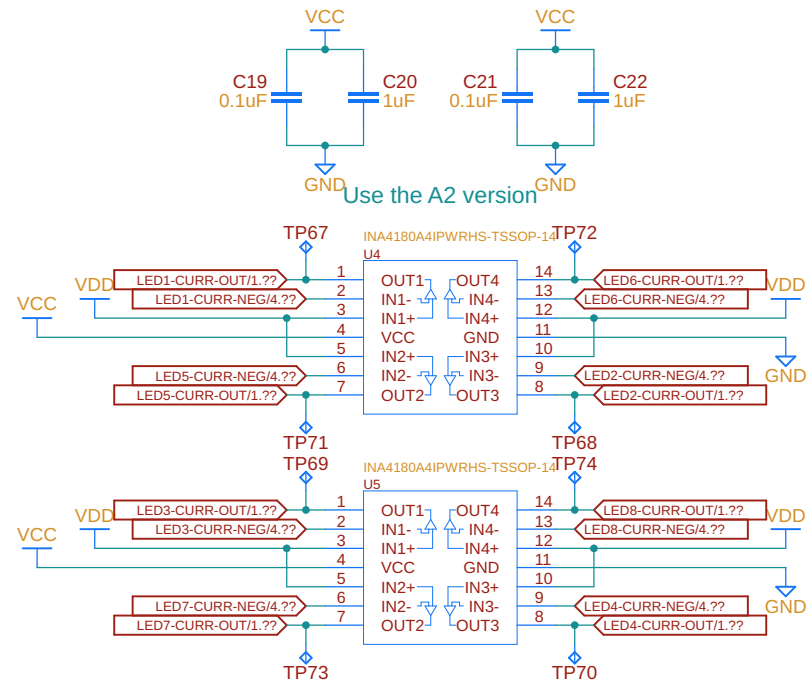 VCC
VCC
C19
0.1uF
C20
1uF
C21
0.1uF
C22
1uF
GND
GND
Use the A2 version
TP67
INA4180A4IPWRHS-TSSOP-14
TP72
U4
VDD
LED1-CURR-OUT/1.??
1
OUT1
OUT4
14
LED6-CURR-OUT/1.??
VDD
LED1-CURR-NEG/4.??
2
IN1-
IN4-
13
LED6-CURR-NEG/4.??
VCC
3
IN1+
IN4+
12
4
VCC
GND
11
5
IN2+
IN3+
10
GND
LED5-CURR-NEG/4.??
6
IN2-
IN3-
9
LED2-CURR-NEG/4.??
LED5-CURR-OUT/1.??
7
OUT2
OUT3
8
LED2-CURR-OUT/1.??
TP71
TP68
TP69
INA4180A4IPWRHS-TSSOP-14
TP74
U5
VDD
LED3-CURR-OUT/1.??
1
OUT1
OUT4
14
LED8-CURR-OUT/1.??
VDD
LED3-CURR-NEG/4.??
2
IN1-
IN4-
13
LED8-CURR-NEG/4.??
VCC
3
IN1+
IN4+
12
4
VCC
GND
11
5
IN2+
IN3+
10
GND
LED7-CURR-NEG/4.??
6
IN2-
IN3-
9
LED4-CURR-NEG/4.??
LED7-CURR-OUT/1.??
7
OUT2
OUT3
8
LED4-CURR-OUT/1.??
TP73
TP70